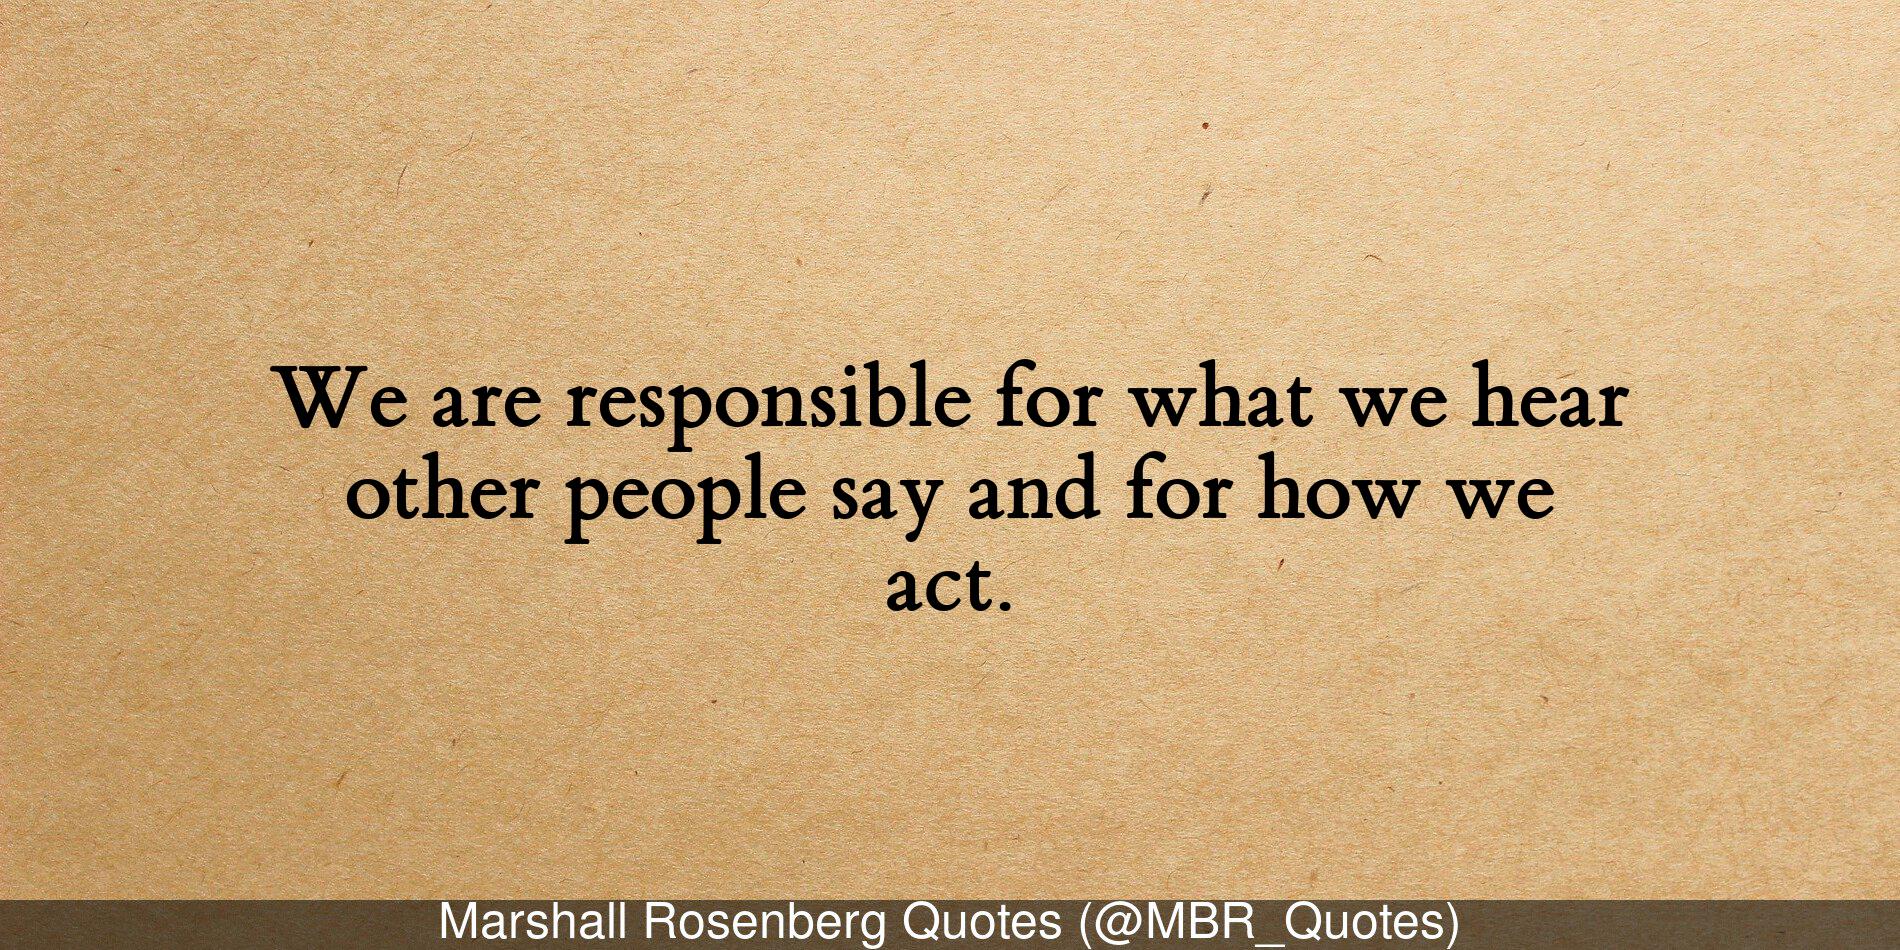 We are responsible for what we hear
other people say and for how we
act.
Marshall Rosenberg Quotes (@MBR_Quotes)